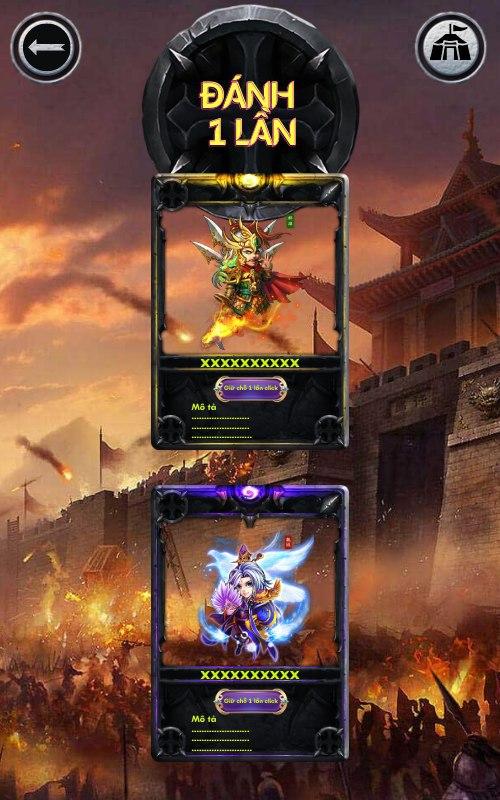 ĐÁNH
1 LẦN
XXXXXXXXXX
Giữ chỗ 1 lần click
Mô tả
XXXXXXXXXX
Giữ chỗ 1 lần click
Mô tả